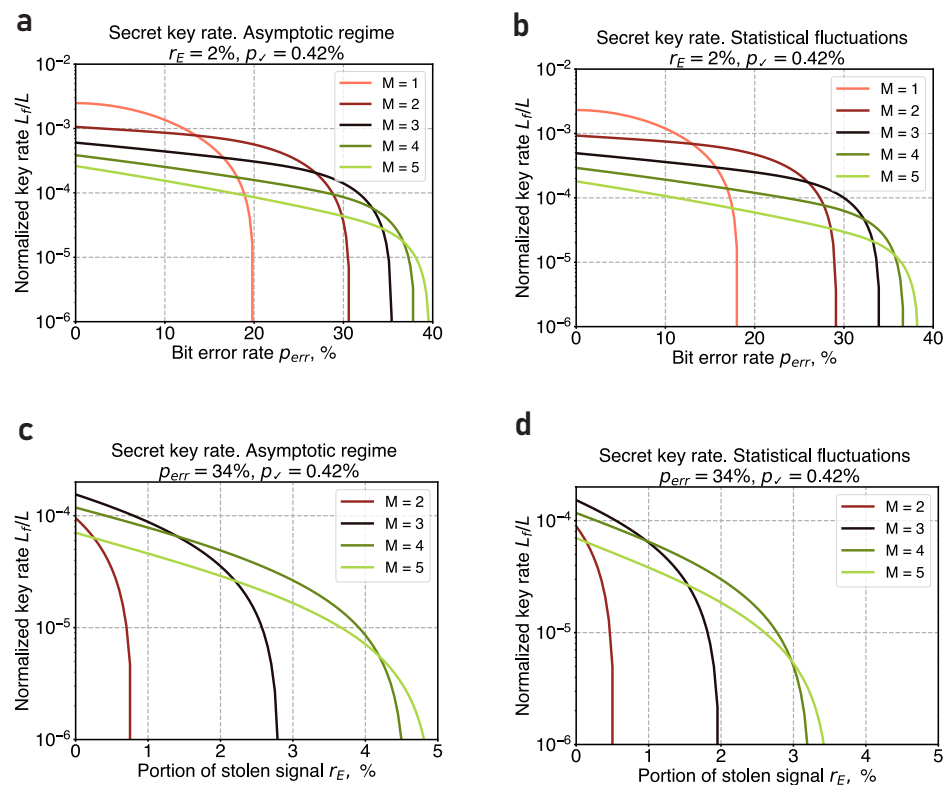 a
Secret key rate. Asymptotic regime
r_E = 2%, p_✓ = 0.42%
Normalized key rate L_f/L
10⁻²
10⁻³
10⁻⁴
10⁻⁵
10⁻⁶
M = 1
M = 2
M = 3
M = 4
M = 5
0 10 20 30 40
Bit error rate p_err, %
b
Secret key rate. Statistical fluctuations
r_E = 2%, p_✓ = 0.42%
Normalized key rate L_f/L
10⁻²
10⁻³
10⁻⁴
10⁻⁵
10⁻⁶
M = 1
M = 2
M = 3
M = 4
M = 5
0 10 20 30 40
Bit error rate p_err, %
c
Secret key rate. Asymptotic regime
p_err = 34%, p_✓ = 0.42%
Normalized key rate L_f/L
10⁻⁴
10⁻⁵
10⁻⁶
M = 2
M = 3
M = 4
M = 5
0 1 2 3 4 5
Portion of stolen signal r_E, %
d
Secret key rate. Statistical fluctuations
p_err = 34%, p_✓ = 0.42%
Normalized key rate L_f/L
10⁻⁴
10⁻⁵
10⁻⁶
M = 2
M = 3
M = 4
M = 5
0 1 2 3 4 5
Portion of stolen signal r_E, %